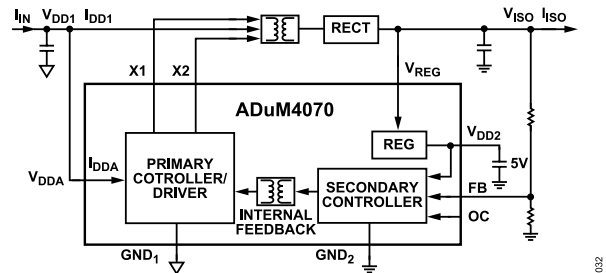 I_IN V_DD1 I_DD1 V_ISO I_ISO
RECT
X1 X2 V_REG
ADuM4070
REG V_DD2
5V
V_DDA I_DDA
PRIMARY
COTROLLER/
DRIVER
INTERNAL
FEEDBACK
SECONDARY
CONTROLLER
FB
OC
GND_1 GND_2
032